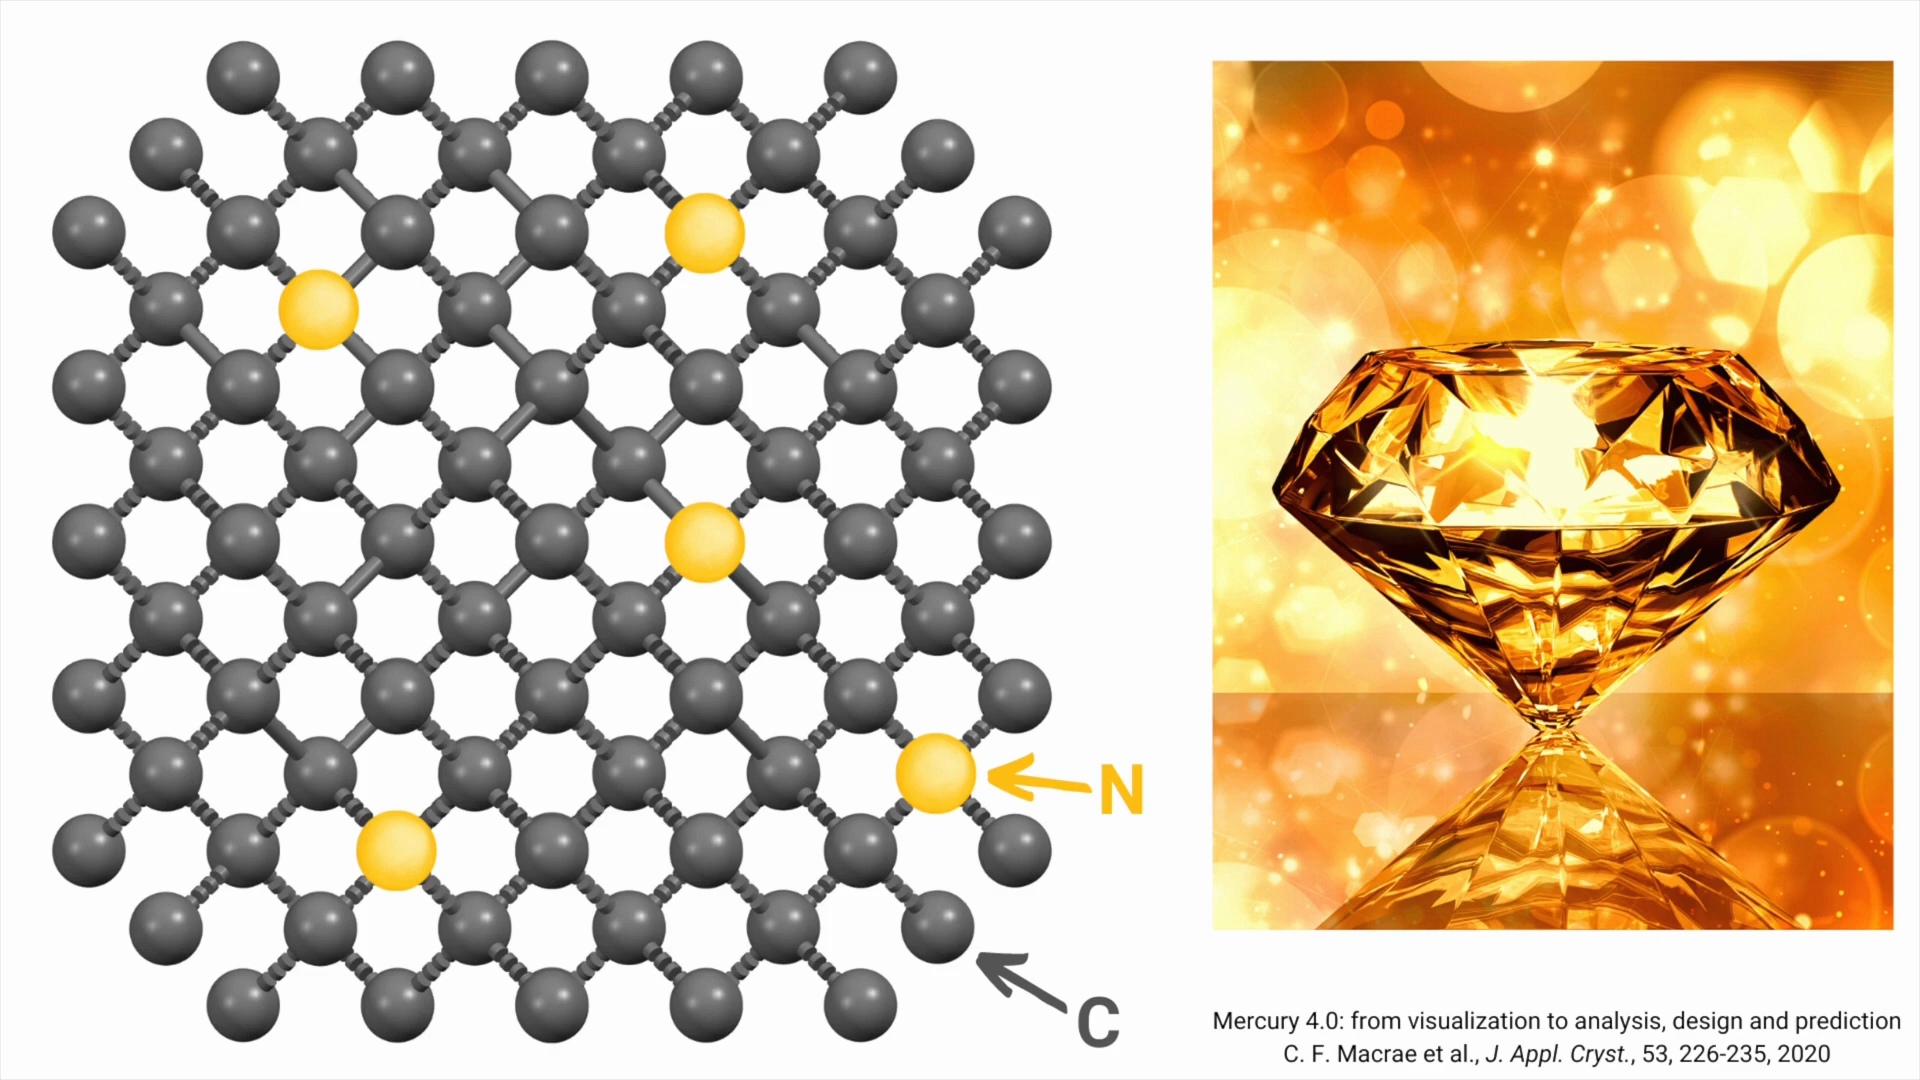 N
C
Mercury 4.0: from visualization to analysis, design and prediction
C. F. Macrae et al., J. Appl. Cryst., 53, 226-235, 2020